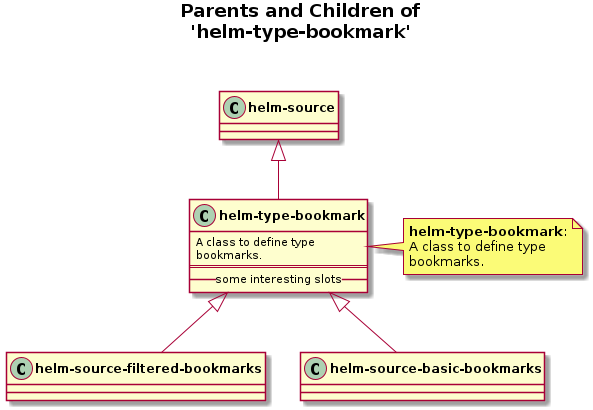 Parents and Children of
'helm-type-bookmark'
C helm-source
C helm-type-bookmark
A class to define type
bookmarks.
some interesting slots
helm-type-bookmark:
A class to define type
bookmarks.
C helm-source-filtered-bookmarks
C helm-source-basic-bookmarks